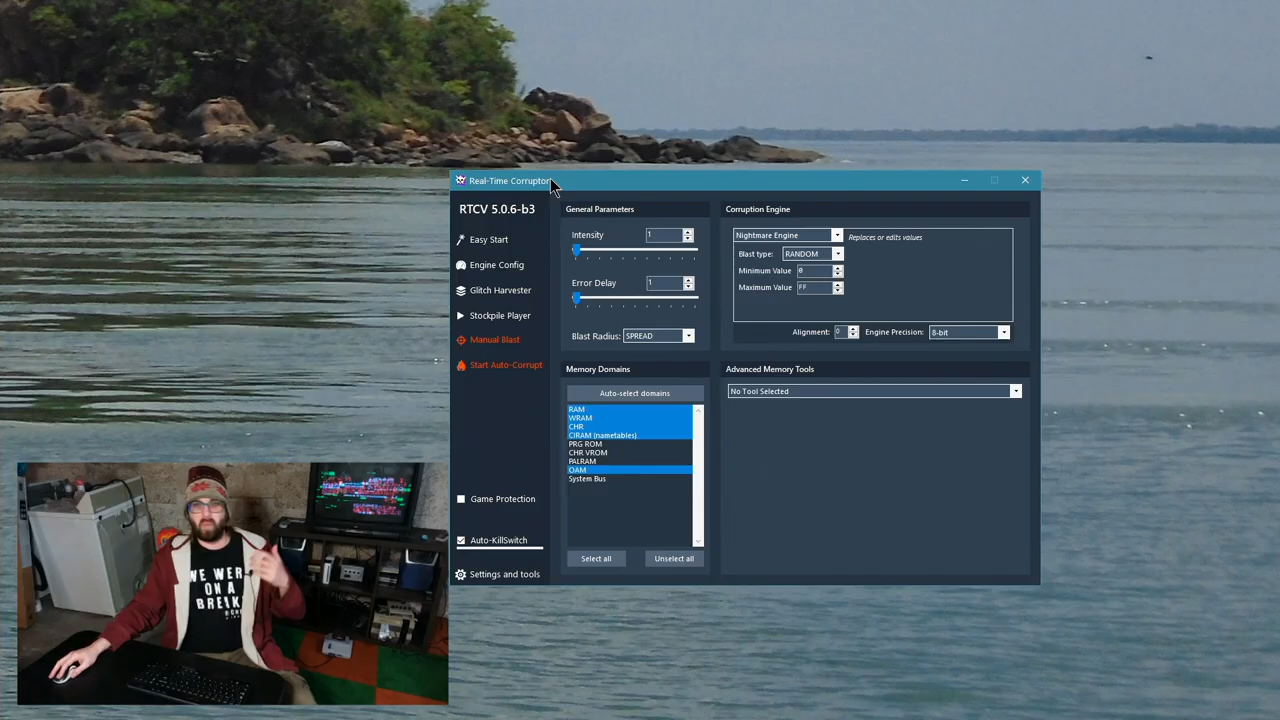 Real-Time Corruptor
RTCV 5.0.6-b3
Easy Start
Engine Config
Glitch Harvester
Stockpile Player
Manual Blast
Start Auto-Corrupt
Game Protection
Auto-KillSwitch
Settings and tools
General Parameters
Intensity 1
Error Delay 1
Blast Radius: SPREAD
Memory Domains
Auto-select domains
RAM
WRAM
CHR
CIRAM (nametables)
PRG ROM
CHR VROM
PALRAM
OAM
System Bus
Select all Unselect all
Corruption Engine
Nightmare Engine Replaces or edits values
Blast type: RANDOM
Minimum Value 0
Maximum Value FF
Alignment: 0 Engine Precision: 8-bit
Advanced Memory Tools
No Tool Selected
WE WERE
ON A
BREAK